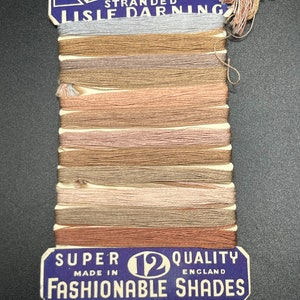 STRANDED
LISLE DARNING
SUPER 12 QUALITY
MADE IN ENGLAND
FASHIONABLE SHADES